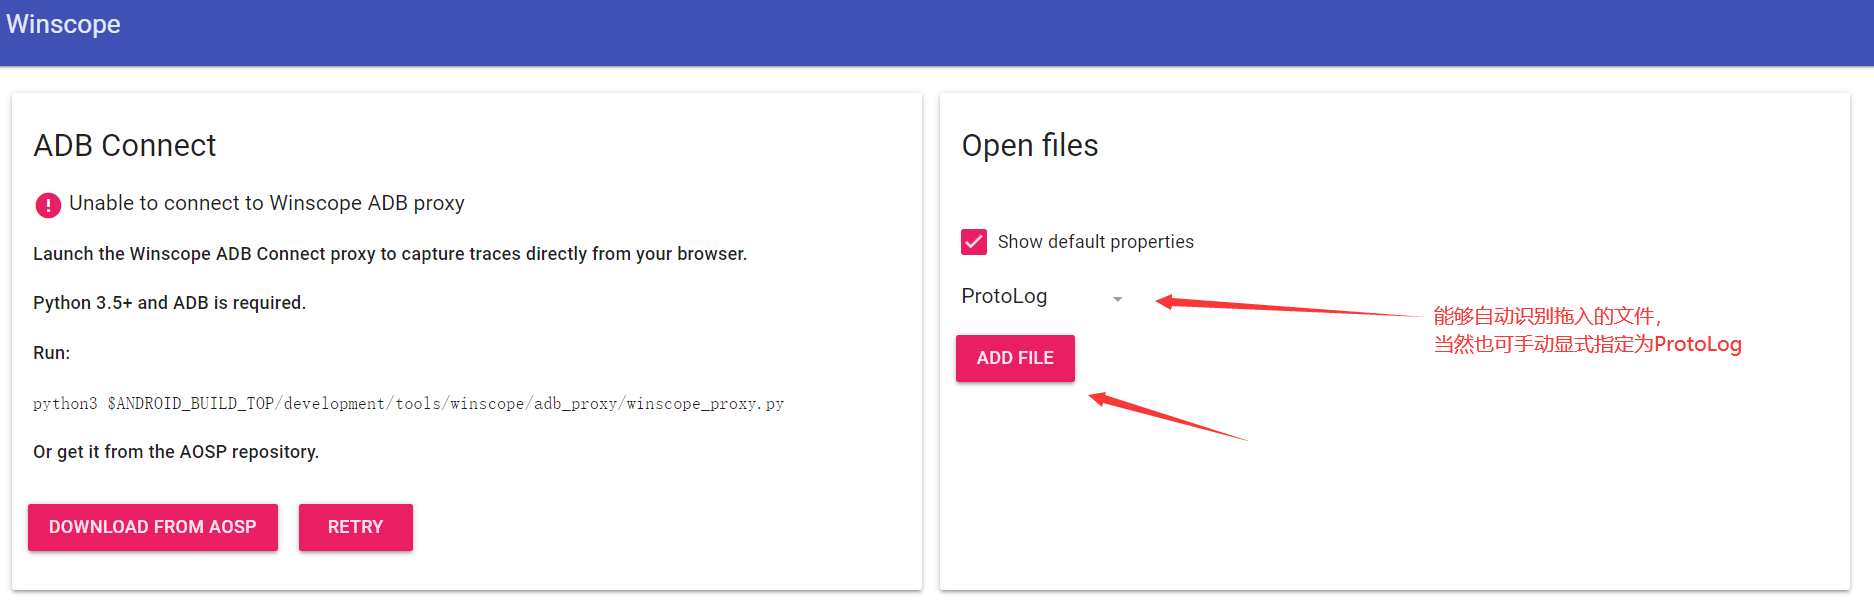 Winscope
ADB Connect
Unable to connect to Winscope ADB proxy
Launch the Winscope ADB Connect proxy to capture traces directly from your browser.
Python 3.5+ and ADB is required.
Run:
python3 $ANDROID_BUILD_TOP/development/tools/winscope/adb_proxy/winscope_proxy.py
Or get it from the AOSP repository.
DOWNLOAD FROM AOSP
RETRY
Open files
Show default properties
ProtoLog
ADD FILE
能够自动识别拖入的文件,
当然也可手动显式指定为ProtoLog